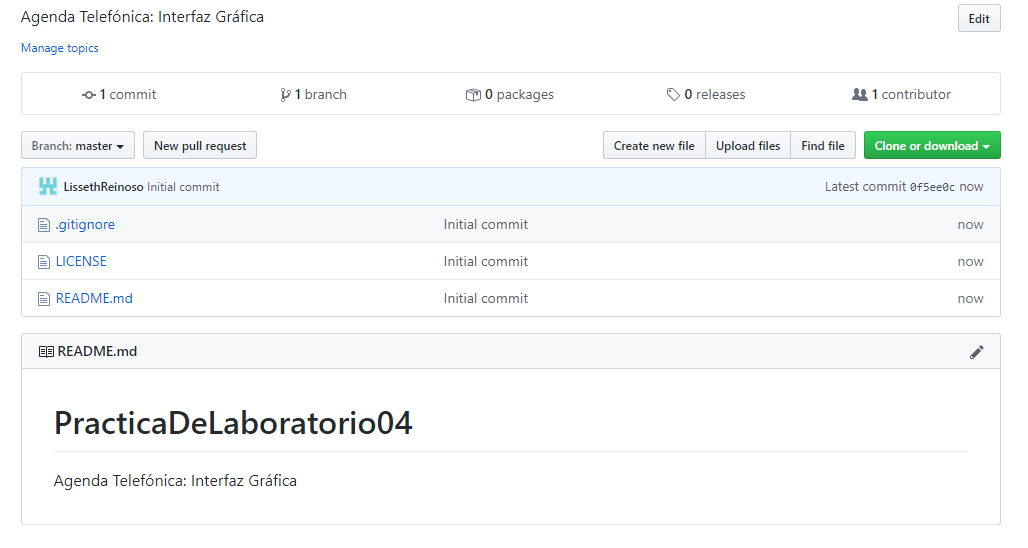 Agenda Telefónica: Interfaz Gráfica
Edit
Manage topics
1 commit
1 branch
0 packages
0 releases
1 contributor
Branch: master
New pull request
Create new file
Upload files
Find file
Clone or download
LissethReinoso Initial commit
Latest commit 0f5ee0c now
.gitignore
Initial commit
now
LICENSE
Initial commit
now
README.md
Initial commit
now
README.md
PracticaDeLaboratorio04
Agenda Telefónica: Interfaz Gráfica